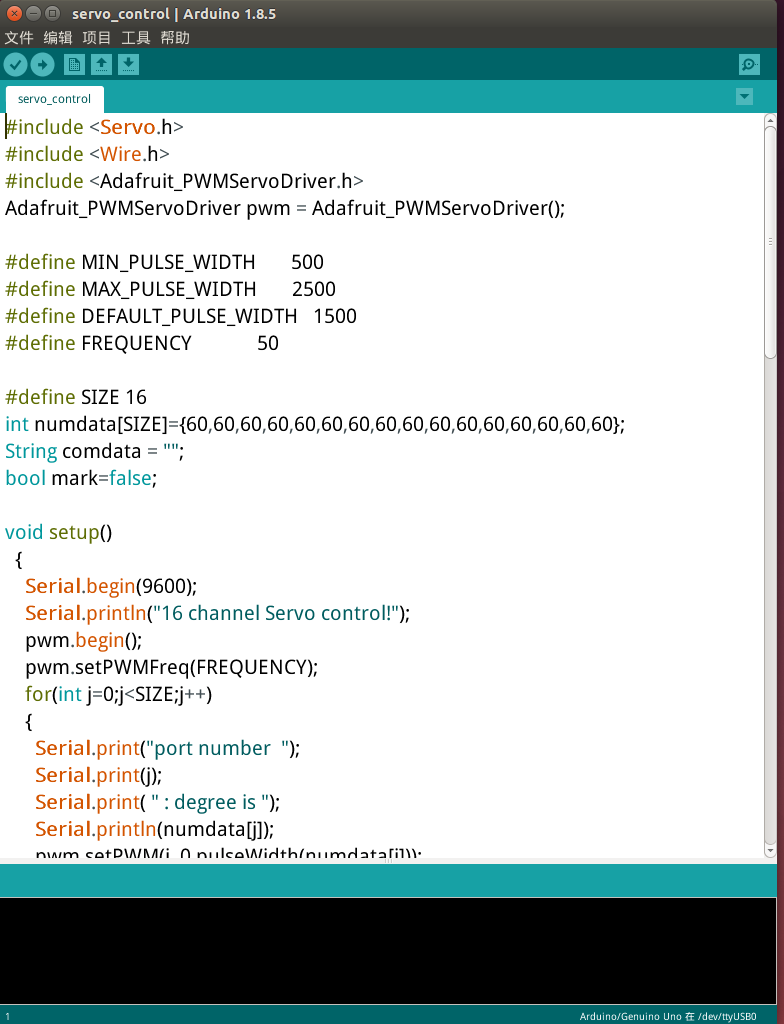 servo_control | Arduino 1.8.5
文件 编辑 项目 工具 帮助
servo_control
#include <Servo.h>
#include <Wire.h>
#include <Adafruit_PWMServoDriver.h>
Adafruit_PWMServoDriver pwm = Adafruit_PWMServoDriver();
#define MIN_PULSE_WIDTH 500
#define MAX_PULSE_WIDTH 2500
#define DEFAULT_PULSE_WIDTH 1500
#define FREQUENCY 50
#define SIZE 16
int numdata[SIZE]={60,60,60,60,60,60,60,60,60,60,60,60,60,60,60,60};
String comdata = "";
bool mark=false;
void setup()
{
Serial.begin(9600);
Serial.println("16 channel Servo control!");
pwm.begin();
pwm.setPWMFreq(FREQUENCY);
for(int j=0;j<SIZE;j++)
{
Serial.print("port number  ");
Serial.print(j);
Serial.print( " : degree is ");
Serial.println(numdata[j]);
pwm.setPWM(j, 0,pulseWidth(numdata[j]));
1
Arduino/Genuino Uno 在 /dev/ttyUSB0